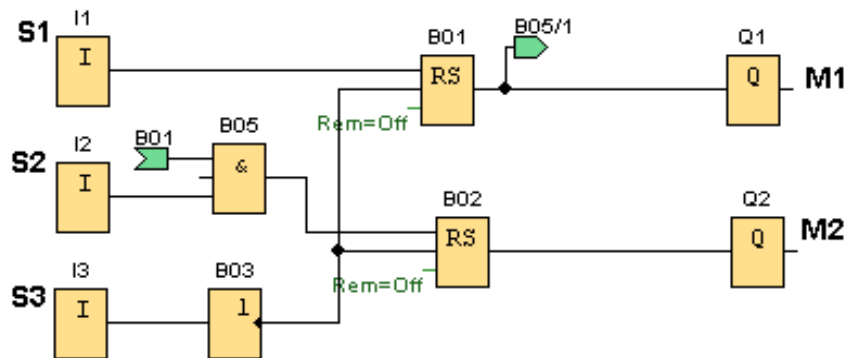 S1
I1
I
B01
RS
Rem=Off
B05/1
Q1
Q
M1
S2
I2
I
B01
B05
&
B02
RS
Rem=Off
Q2
Q
M2
S3
I3
I
B03
1